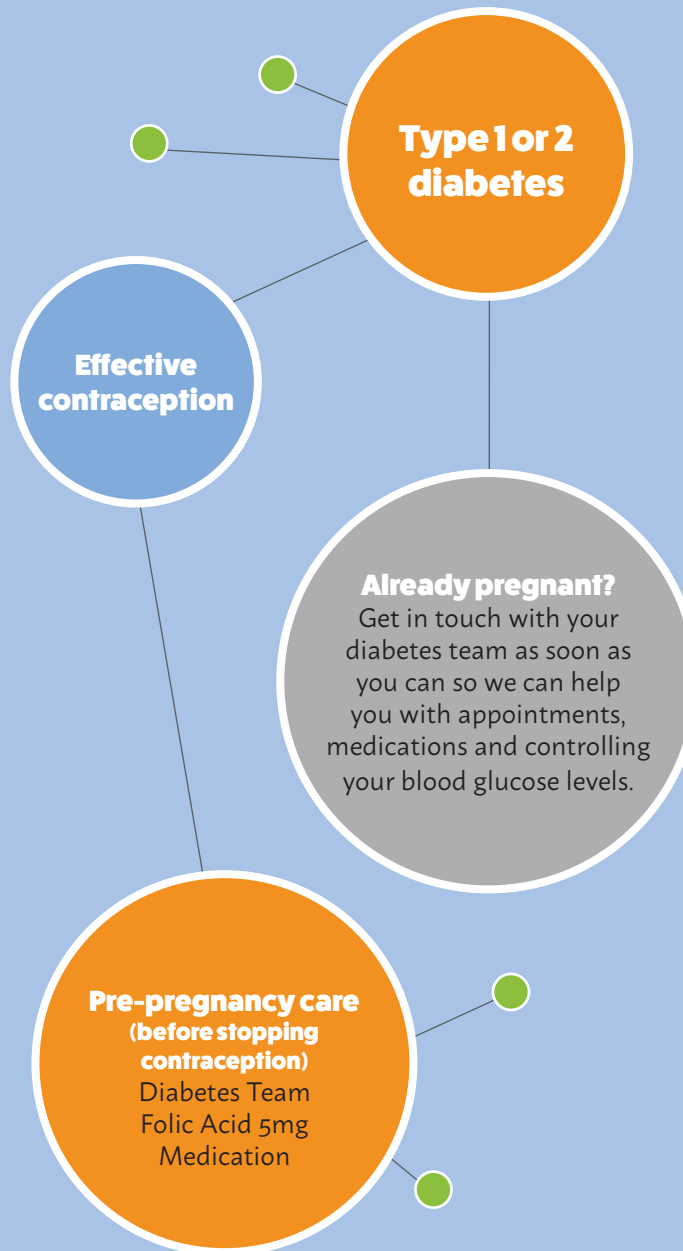 Type 1 or 2
diabetes
Effective
contraception
Already pregnant?
Get in touch with your
diabetes team as soon as
you can so we can help
you with appointments,
medications and controlling
your blood glucose levels.
Pre-pregnancy care
(before stopping
contraception)
Diabetes Team
Folic Acid 5mg
Medication